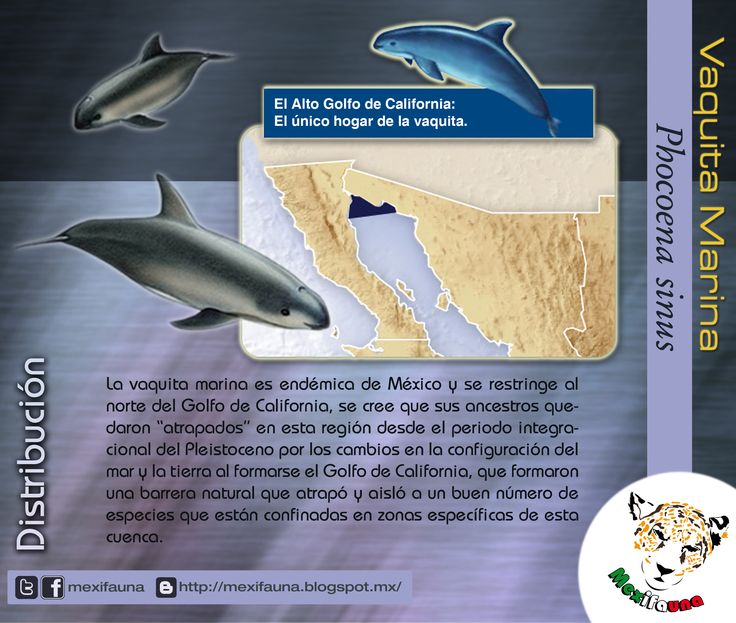 Vaquita Marina
Phocoena sinus
El Alto Golfo de California:
El único hogar de la vaquita.
Distribución
La vaquita marina es endémica de México y se restringe al
norte del Golfo de California, se cree que sus ancestros que-
daron “atrapados” en esta región desde el periodo integra-
cional del Pleistoceno por los cambios en la configuración del
mar y la tierra al formarse el Golfo de California, que formaron
una barrera natural que atrapó y aisló a un buen número de
especies que están confinadas en zonas específicas de esta
cuenca.
mexifauna http://mexifauna.blogspot.mx/
Mexifauna